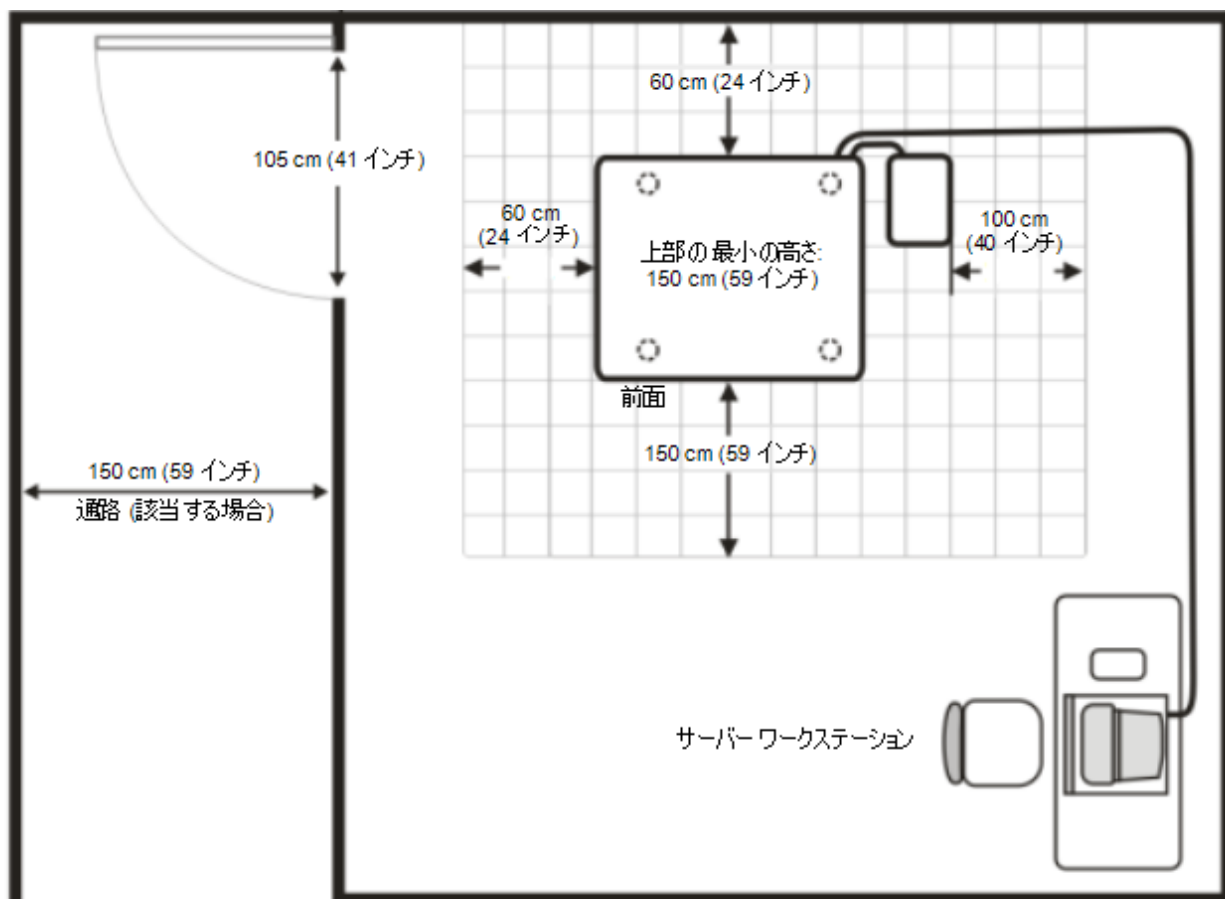 60 cm (24 インチ)
105 cm (41 インチ)
60 cm
(24 インチ)
100 cm
(40 インチ)
上部の最小の高さ:
150 cm (59 インチ)
前面
150 cm (59 インチ)
150 cm (59 インチ)
通路 (該当する場合)
サーバー ワークステーション